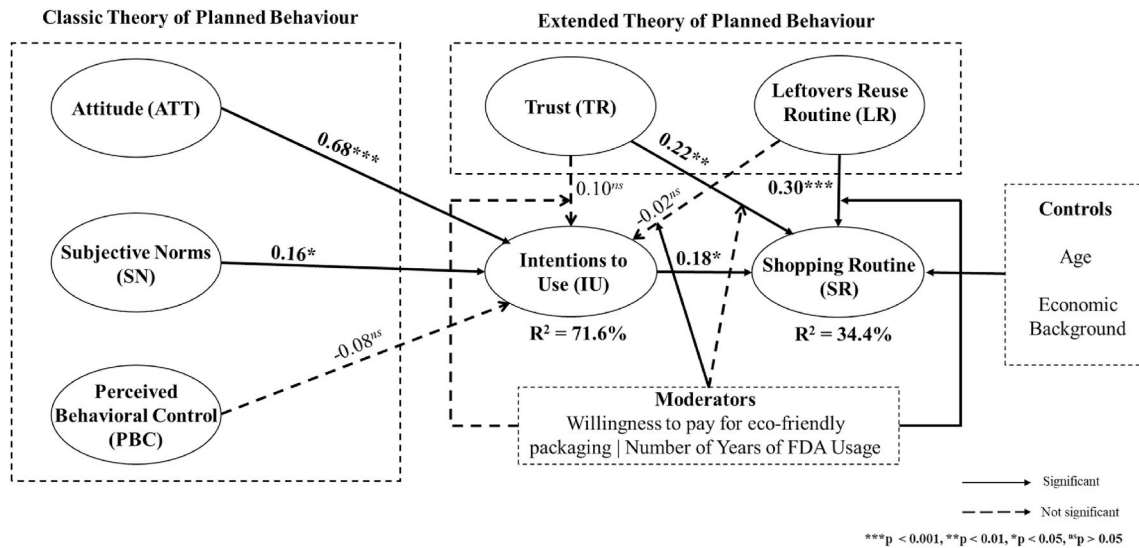 Classic Theory of Planned Behaviour
Extended Theory of Planned Behaviour
Attitude (ATT)
Trust (TR)
Leftovers Reuse
Routine (LR)
0.68***
0.22**
0.10ns
-0.02ns
0.30***
Controls
Age
Economic
Background
Subjective Norms
(SN)
0.16*
Intentions to
Use (IU)
0.18*
Shopping Routine
(SR)
R² = 71.6%
R² = 34.4%
-0.08ns
Perceived
Behavioral Control
(PBC)
Moderators
Willingness to pay for eco-friendly
packaging | Number of Years of FDA Usage
Significant
Not significant
***p < 0.001, **p < 0.01, *p < 0.05, nsp > 0.05